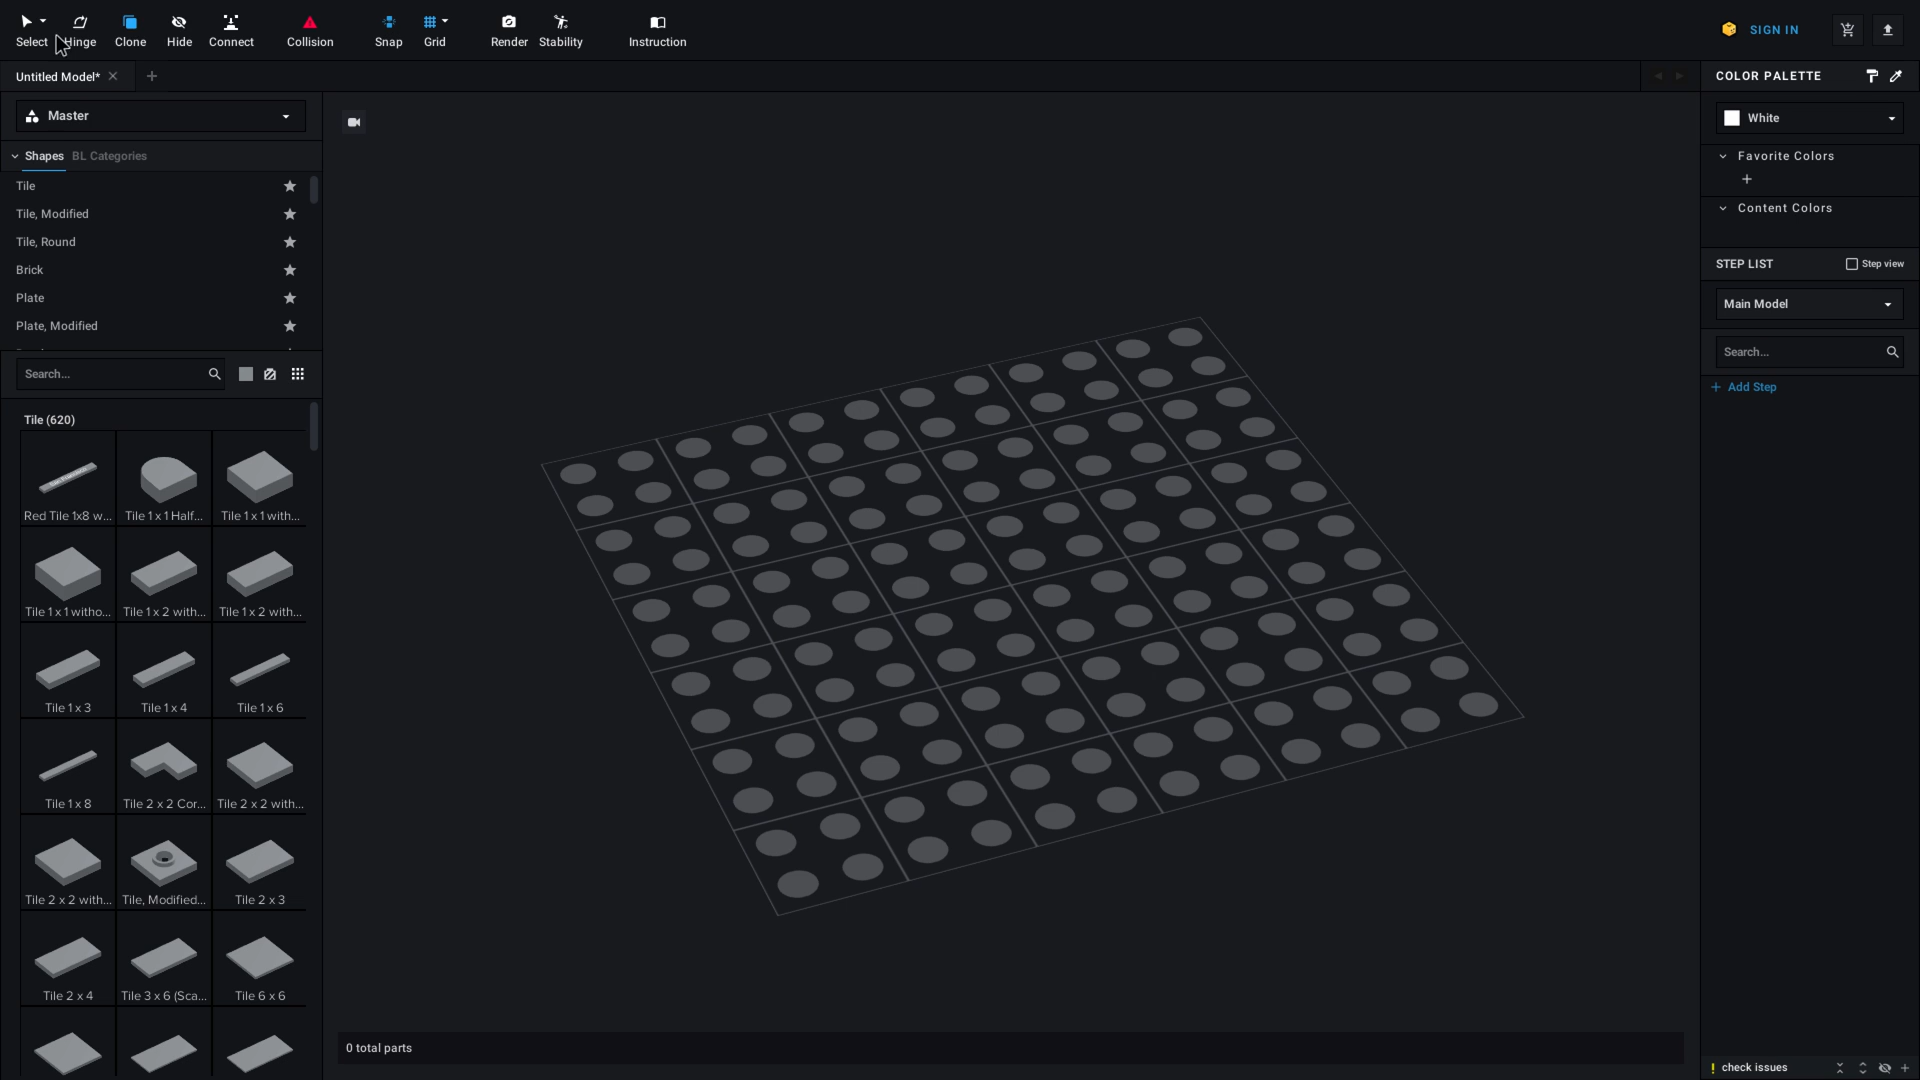 Select
Hinge
Clone
Hide
Connect
Collision
Snap
Grid
Render
Stability
Instruction
SIGN IN
Untitled Model*
Master
Shapes
BL Categories
Tile
Tile, Modified
Tile, Round
Brick
Plate
Plate, Modified
Search...
Tile (620)
Red Tile 1x8 w...
Tile 1 x 1 Half...
Tile 1 x 1 with...
Tile 1 x 1 witho...
Tile 1 x 2 with...
Tile 1 x 2 with...
Tile 1 x 3
Tile 1 x 4
Tile 1 x 6
Tile 1 x 8
Tile 2 x 2 Cor...
Tile 2 x 2 with...
Tile 2 x 2 with...
Tile, Modified...
Tile 2 x 3
Tile 2 x 4
Tile 3 x 6 (Sca...
Tile 6 x 6
0 total parts
COLOR PALETTE
White
Favorite Colors
Content Colors
STEP LIST
Step view
Main Model
Search...
Add Step
check issues